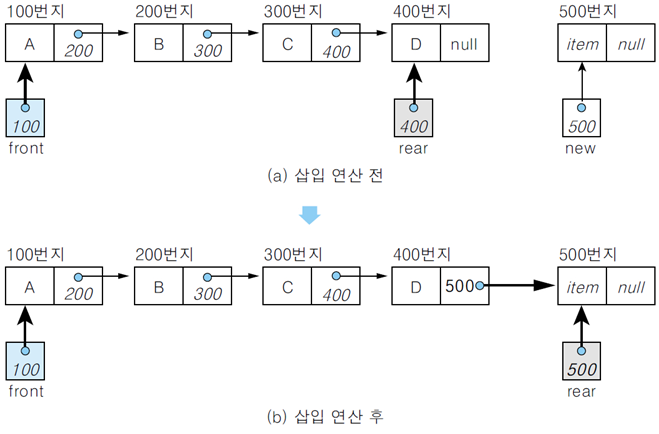 100번지 200번지 300번지 400번지 500번지
A 200 B 300 C 400 D null item null
100 400 500
front rear new
(a) 삽입 연산 전
100번지 200번지 300번지 400번지 500번지
A 200 B 300 C 400 D 500 item null
100 500
front rear
(b) 삽입 연산 후